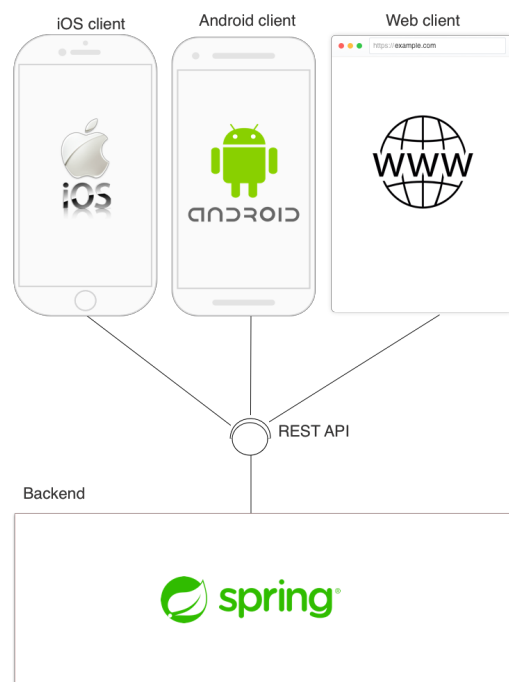 iOS client
Android client
Web client
https://example.com
iOS
ANDROID
WWW
REST API
Backend
spring®